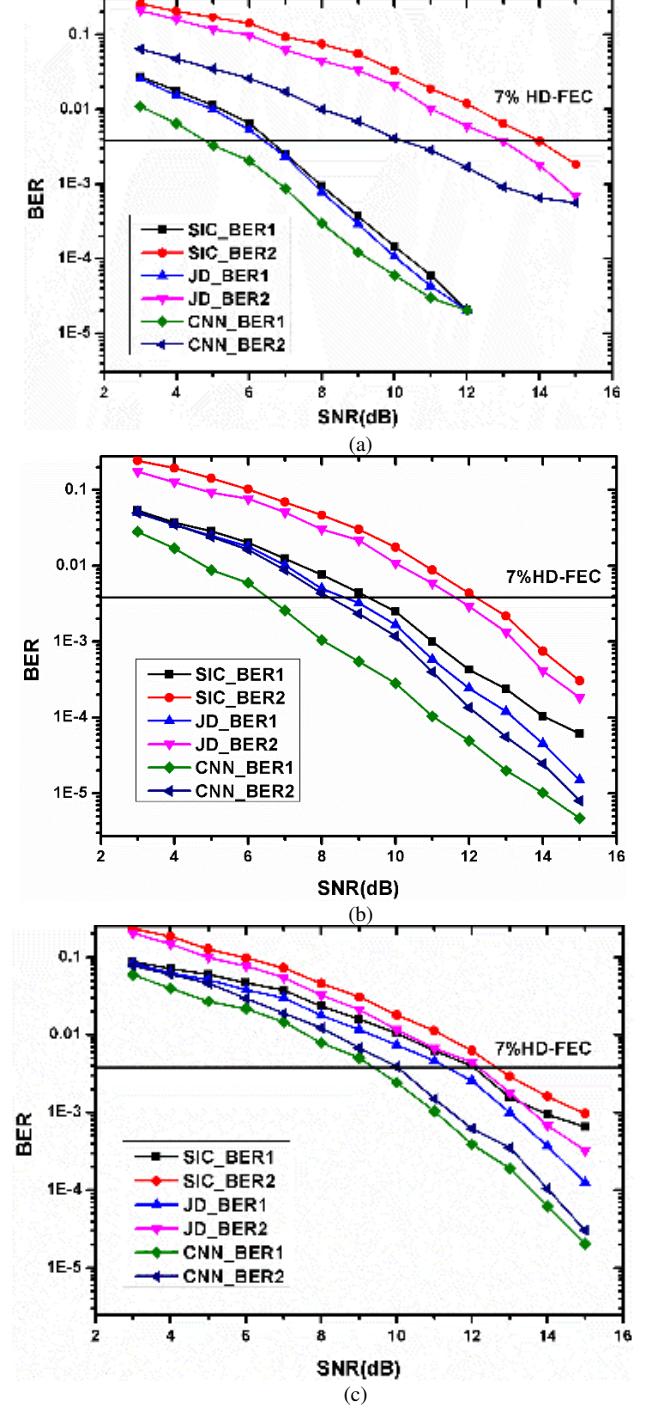 0.1
0.01
1E-3
1E-4
1E-5
BER
7% HD-FEC
SIC_BER1
SIC_BER2
JD_BER1
JD_BER2
CNN_BER1
CNN_BER2
2 4 6 8 10 12 14 16
SNR(dB)
(a)
0.1
0.01
1E-3
1E-4
1E-5
BER
7%HD-FEC
SIC_BER1
SIC_BER2
JD_BER1
JD_BER2
CNN_BER1
CNN_BER2
2 4 6 8 10 12 14 16
SNR(dB)
(b)
0.1
0.01
1E-3
1E-4
1E-5
BER
7%HD-FEC
SIC_BER1
SIC_BER2
JD_BER1
JD_BER2
CNN_BER1
CNN_BER2
2 4 6 8 10 12 14 16
SNR(dB)
(c)